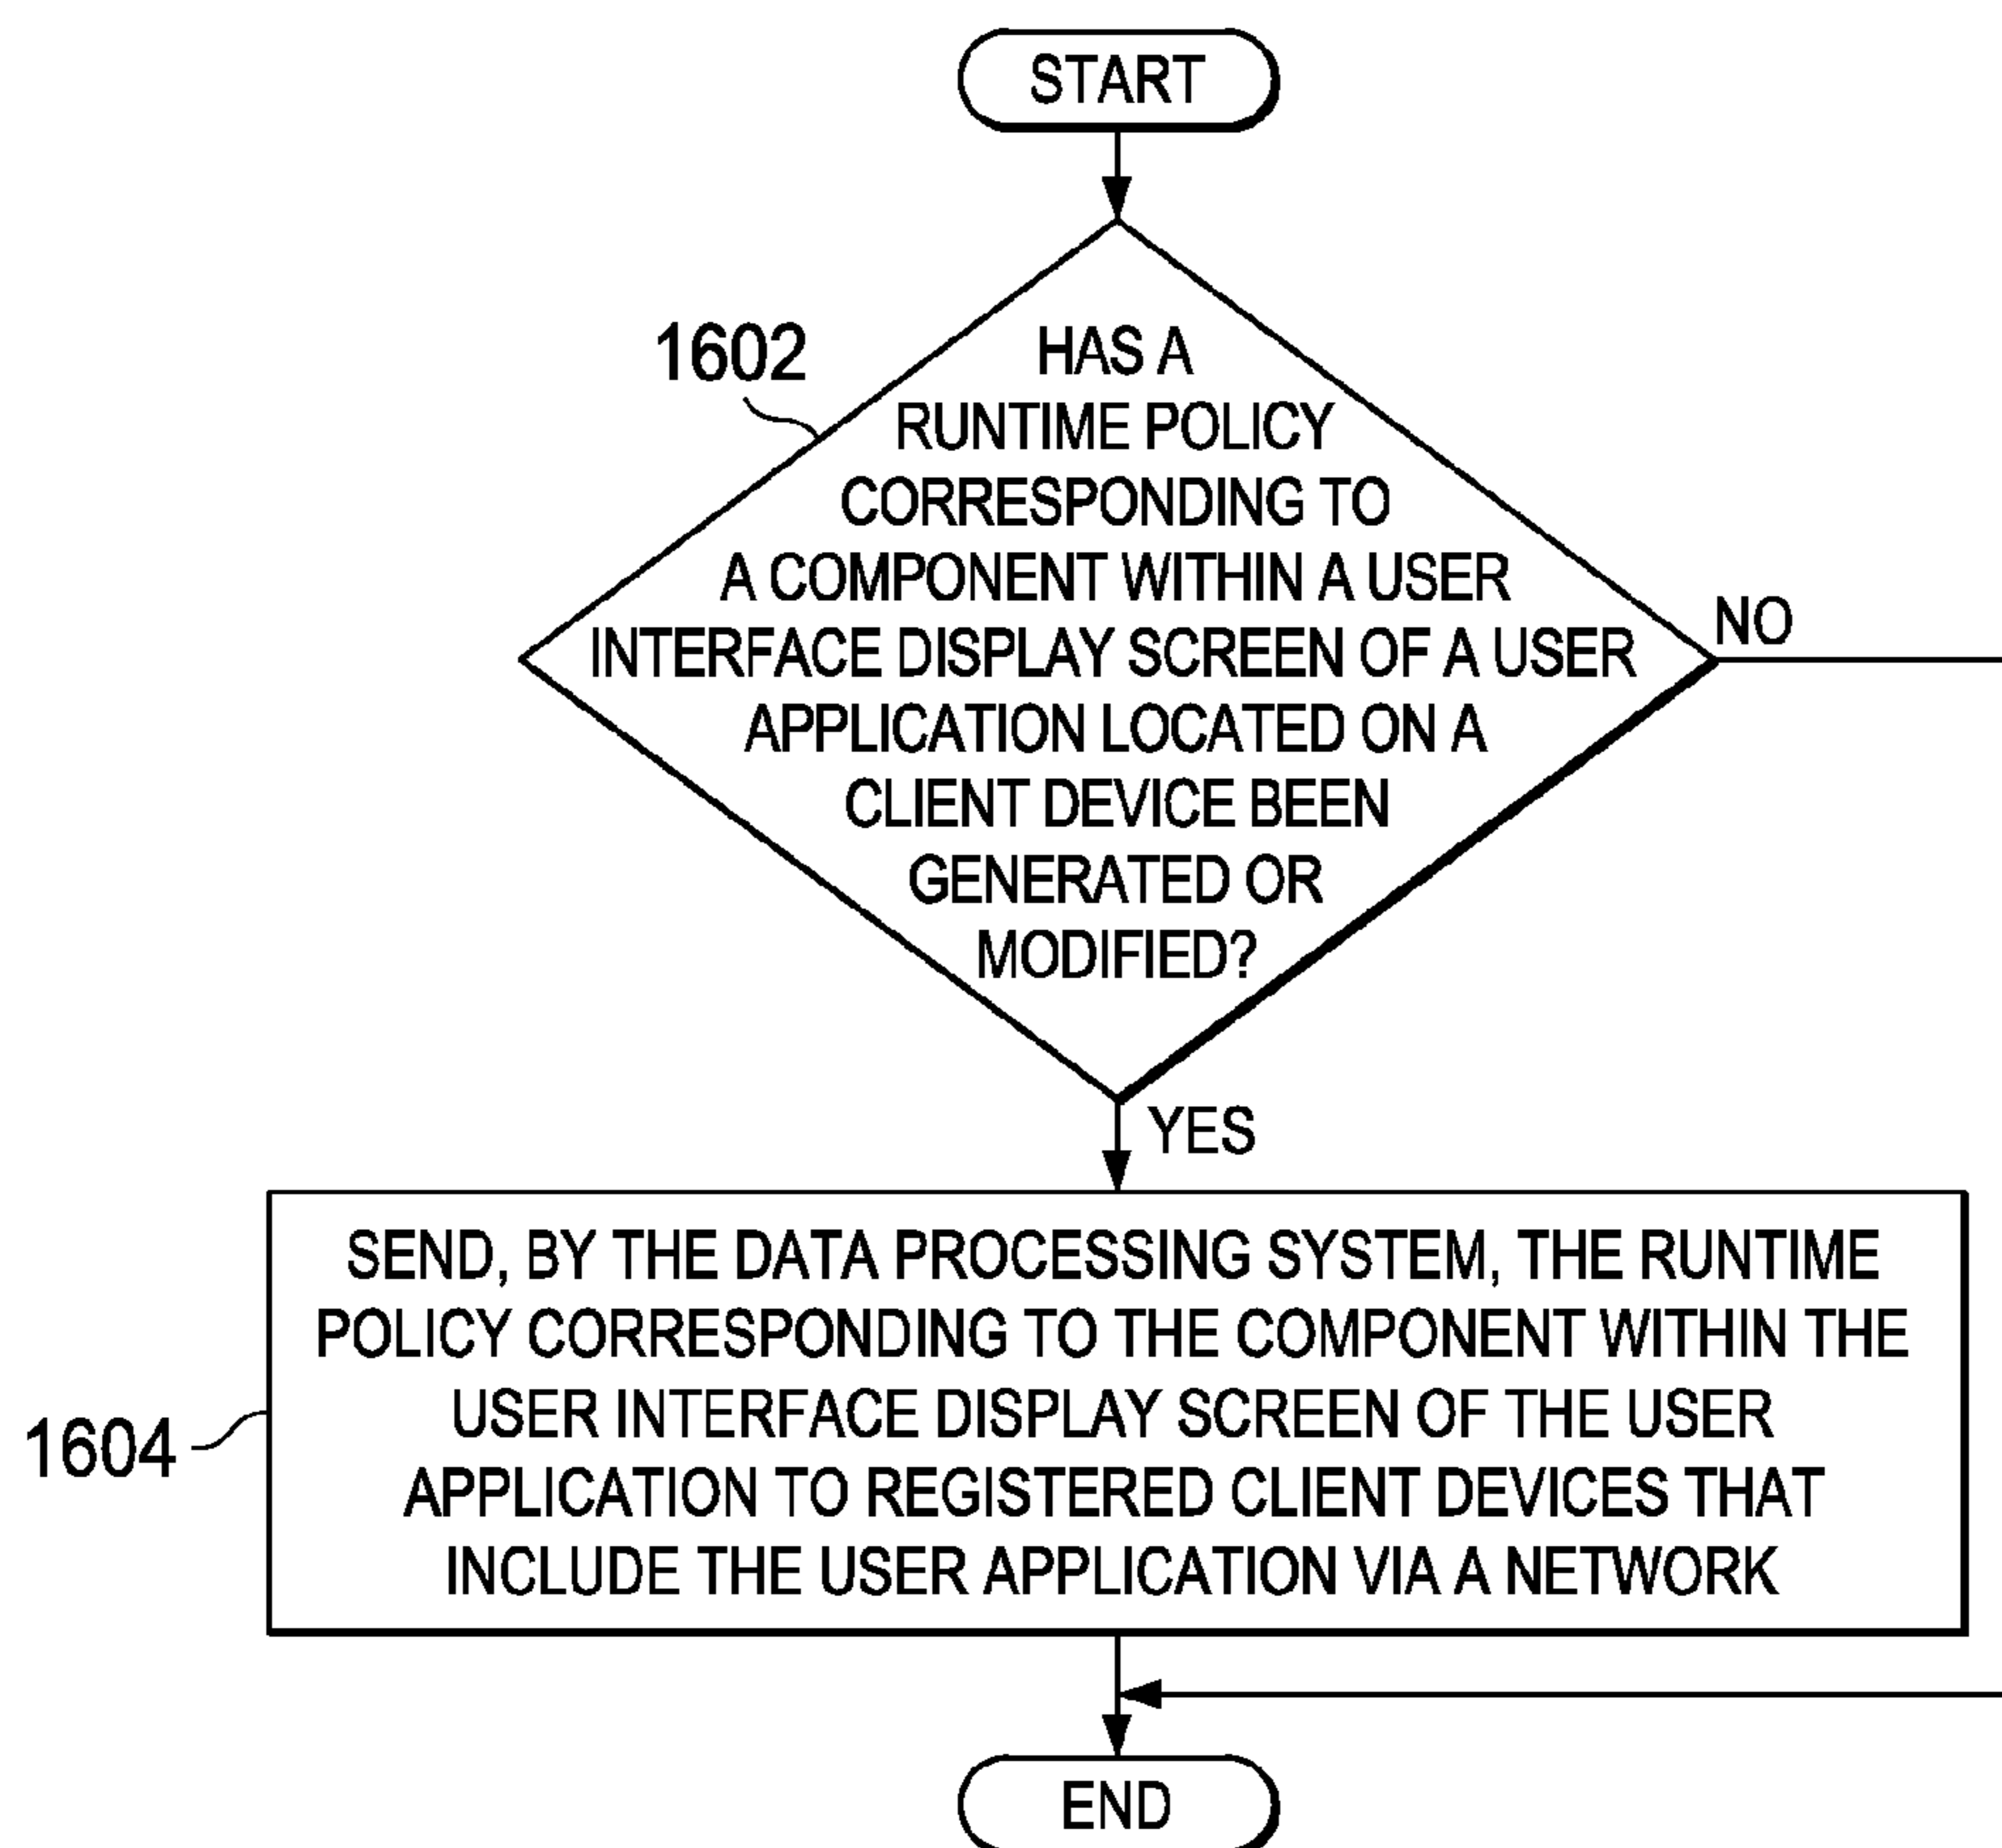 START
1602
HAS A
RUNTIME POLICY
CORRESPONDING TO
A COMPONENT WITHIN A USER
INTERFACE DISPLAY SCREEN OF A USER
APPLICATION LOCATED ON A
CLIENT DEVICE BEEN
GENERATED OR
MODIFIED?
NO
YES
SEND, BY THE DATA PROCESSING SYSTEM, THE RUNTIME
POLICY CORRESPONDING TO THE COMPONENT WITHIN THE
USER INTERFACE DISPLAY SCREEN OF THE USER
APPLICATION TO REGISTERED CLIENT DEVICES THAT
INCLUDE THE USER APPLICATION VIA A NETWORK
1604
END